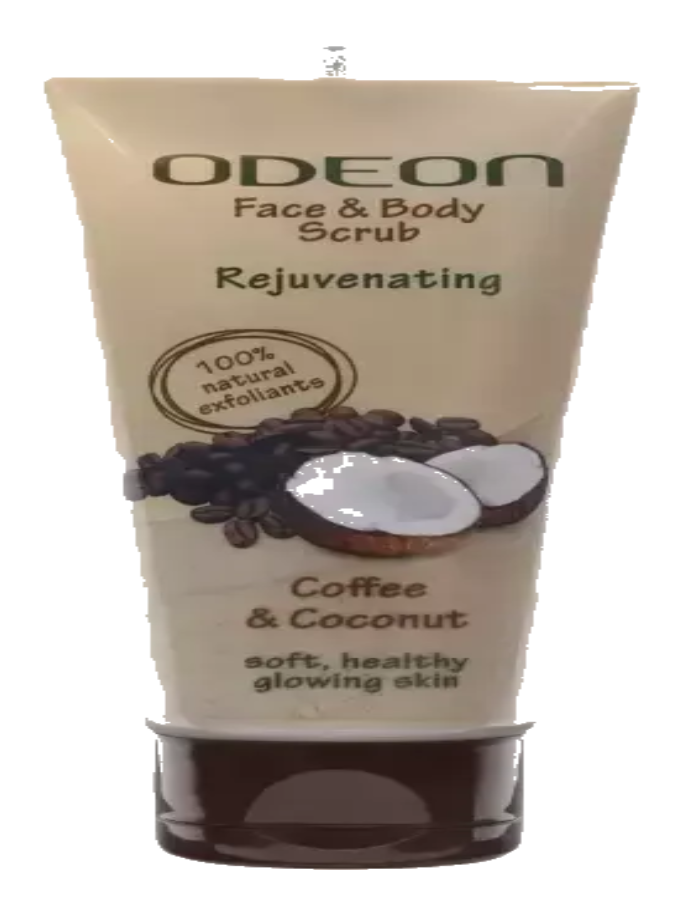 ODEON
Face & Body
Scrub
Rejuvenating
100%
natural
exfoliants
Coffee
& Coconut
soft, healthy
glowing skin